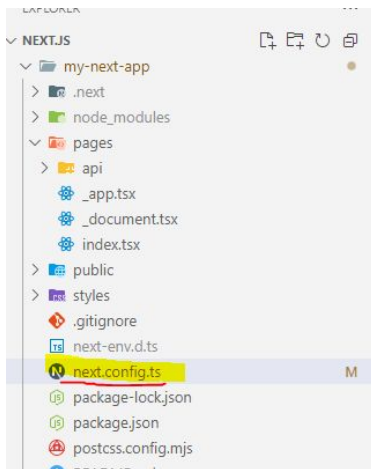 EXPLORER
NEXT.JS
my-next-app
.next
node_modules
pages
api
_app.tsx
_document.tsx
index.tsx
public
styles
.gitignore
next-env.d.ts
next.config.ts M
package-lock.json
package.json
postcss.config.mjs